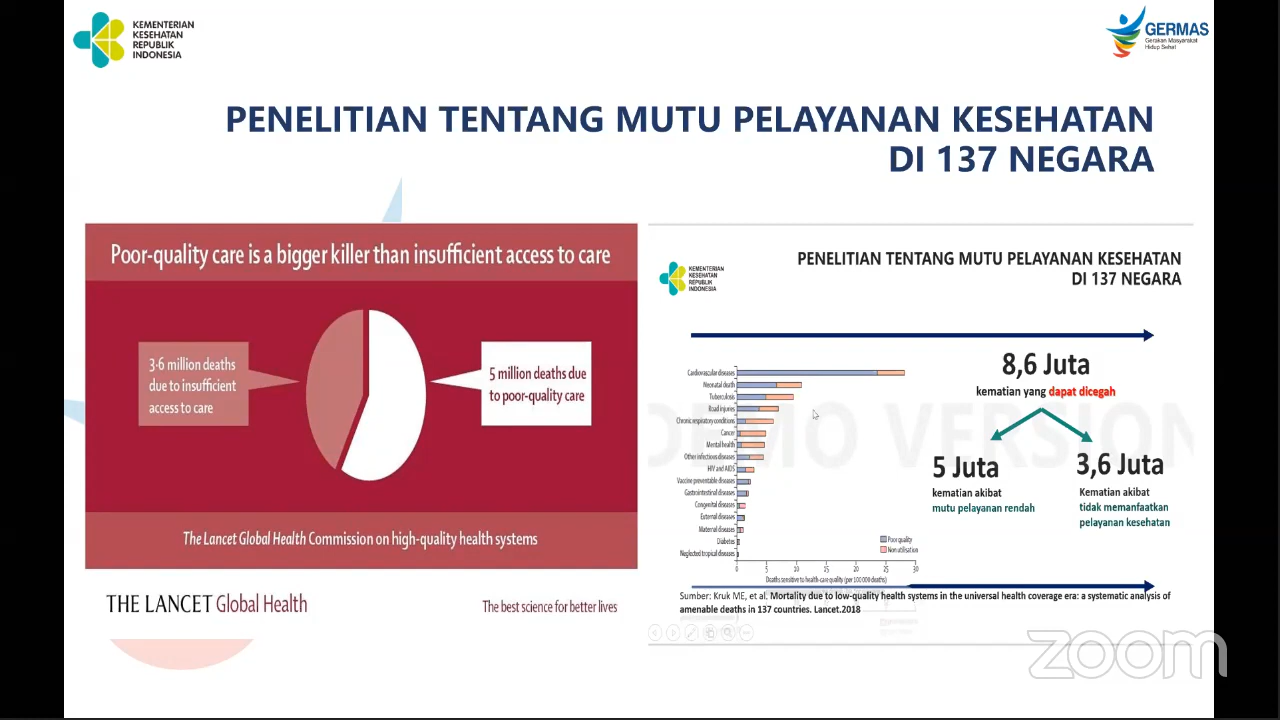 KEMENTERIAN
KESEHATAN
REPUBLIK
INDONESIA
GERMAS
Gerakan Masyarakat
Hidup Sehat
PENELITIAN TENTANG MUTU PELAYANAN KESEHATAN
DI 137 NEGARA
Poor-quality care is a bigger killer than insufficient access to care
3·6 million deaths
due to insufficient
access to care
5 million deaths due
to poor-quality care
The Lancet Global Health Commission on high-quality health systems
THE LANCET Global Health
The best science for better lives
KEMENTERIAN
KESEHATAN
REPUBLIK
INDONESIA
PENELITIAN TENTANG MUTU PELAYANAN KESEHATAN
DI 137 NEGARA
Cardiovascular diseases
Neonatal death
Tuberculosis
Road injuries
Chronic respiratory conditions
Cancer
Mental health
Other infectious diseases
HIV and AIDS
Vaccine preventable diseases
Gastrointestinal diseases
Congenital diseases
External diseases
Maternal diseases
Diabetes
Neglected tropical diseases
0 5 10 15 20 25 30
Deaths sensitive to health-care quality (per 100 000 deaths)
Poor quality
Non utilisation
DEMO VERSION
8,6 Juta
kematian yang dapat dicegah
5 Juta
kematian akibat
mutu pelayanan rendah
3,6 Juta
Kematian akibat
tidak memanfaatkan
pelayanan kesehatan
Sumber: Kruk ME, et al. Mortality due to low-quality health systems in the universal health coverage era: a systematic analysis of
amenable deaths in 137 countries. Lancet.2018
zoom